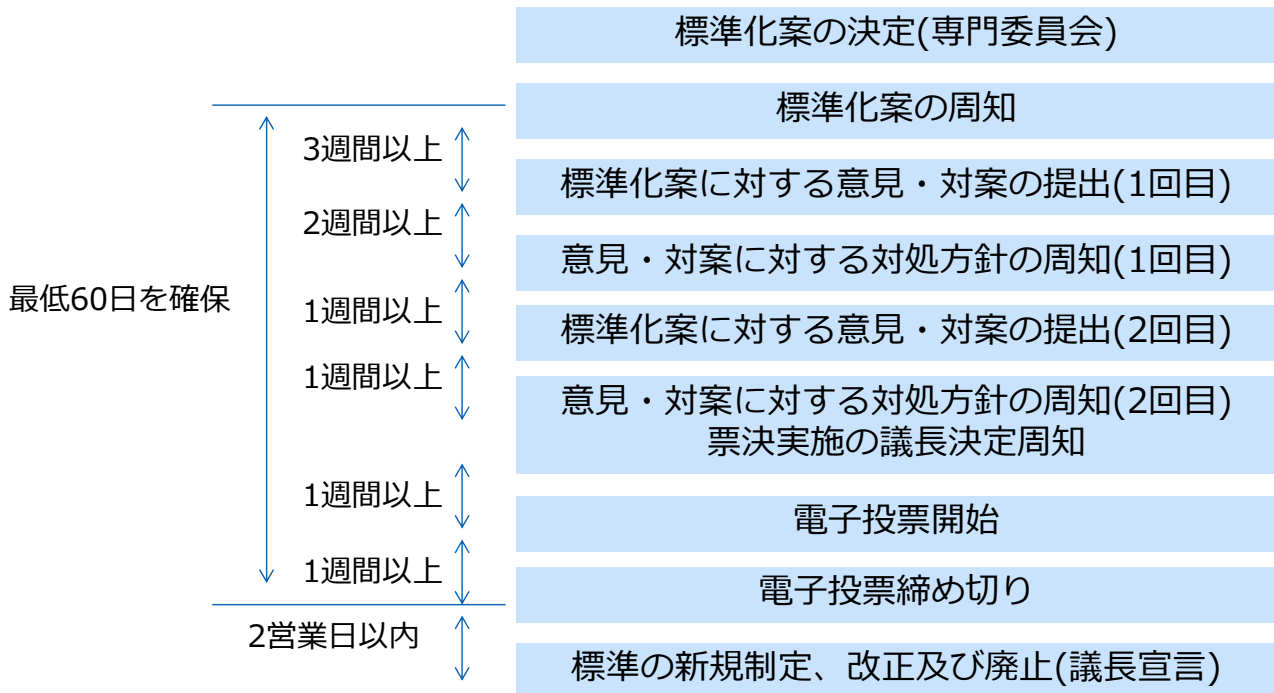 標準化案の決定(専門委員会)
標準化案の周知
3週間以上
標準化案に対する意見・対案の提出(1回目)
2週間以上
意見・対案に対する対処方針の周知(1回目)
最低60日を確保
1週間以上
標準化案に対する意見・対案の提出(2回目)
1週間以上
意見・対案に対する対処方針の周知(2回目)
票決実施の議長決定周知
1週間以上
電子投票開始
1週間以上
電子投票締め切り
2営業日以内
標準の新規制定、改正及び廃止(議長宣言)